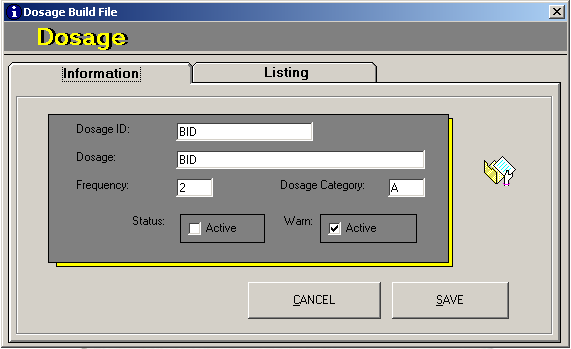 Dosage Build File
Dosage
Information Listing
Dosage ID: BID
Dosage: BID
Frequency: 2 Dosage Category: A
Status: Active Warn: Active
CANCEL SAVE